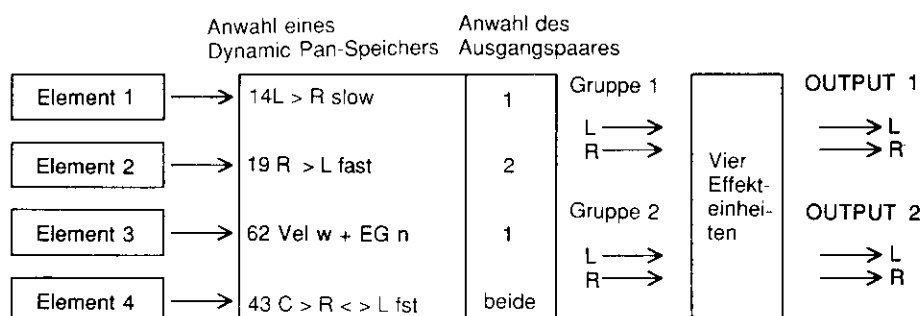 Anwahl eines
Dynamic Pan-Speichers
Anwahl des
Ausgangspaares
Element 1
14L > R slow
1
Gruppe 1
L
R
OUTPUT 1
L
R
Element 2
19 R > L fast
2
Vier
Effekt-
einhei-
ten
Element 3
62 Vel w + EG n
1
Gruppe 2
L
R
OUTPUT 2
L
R
Element 4
43 C > R < > L fst
beide